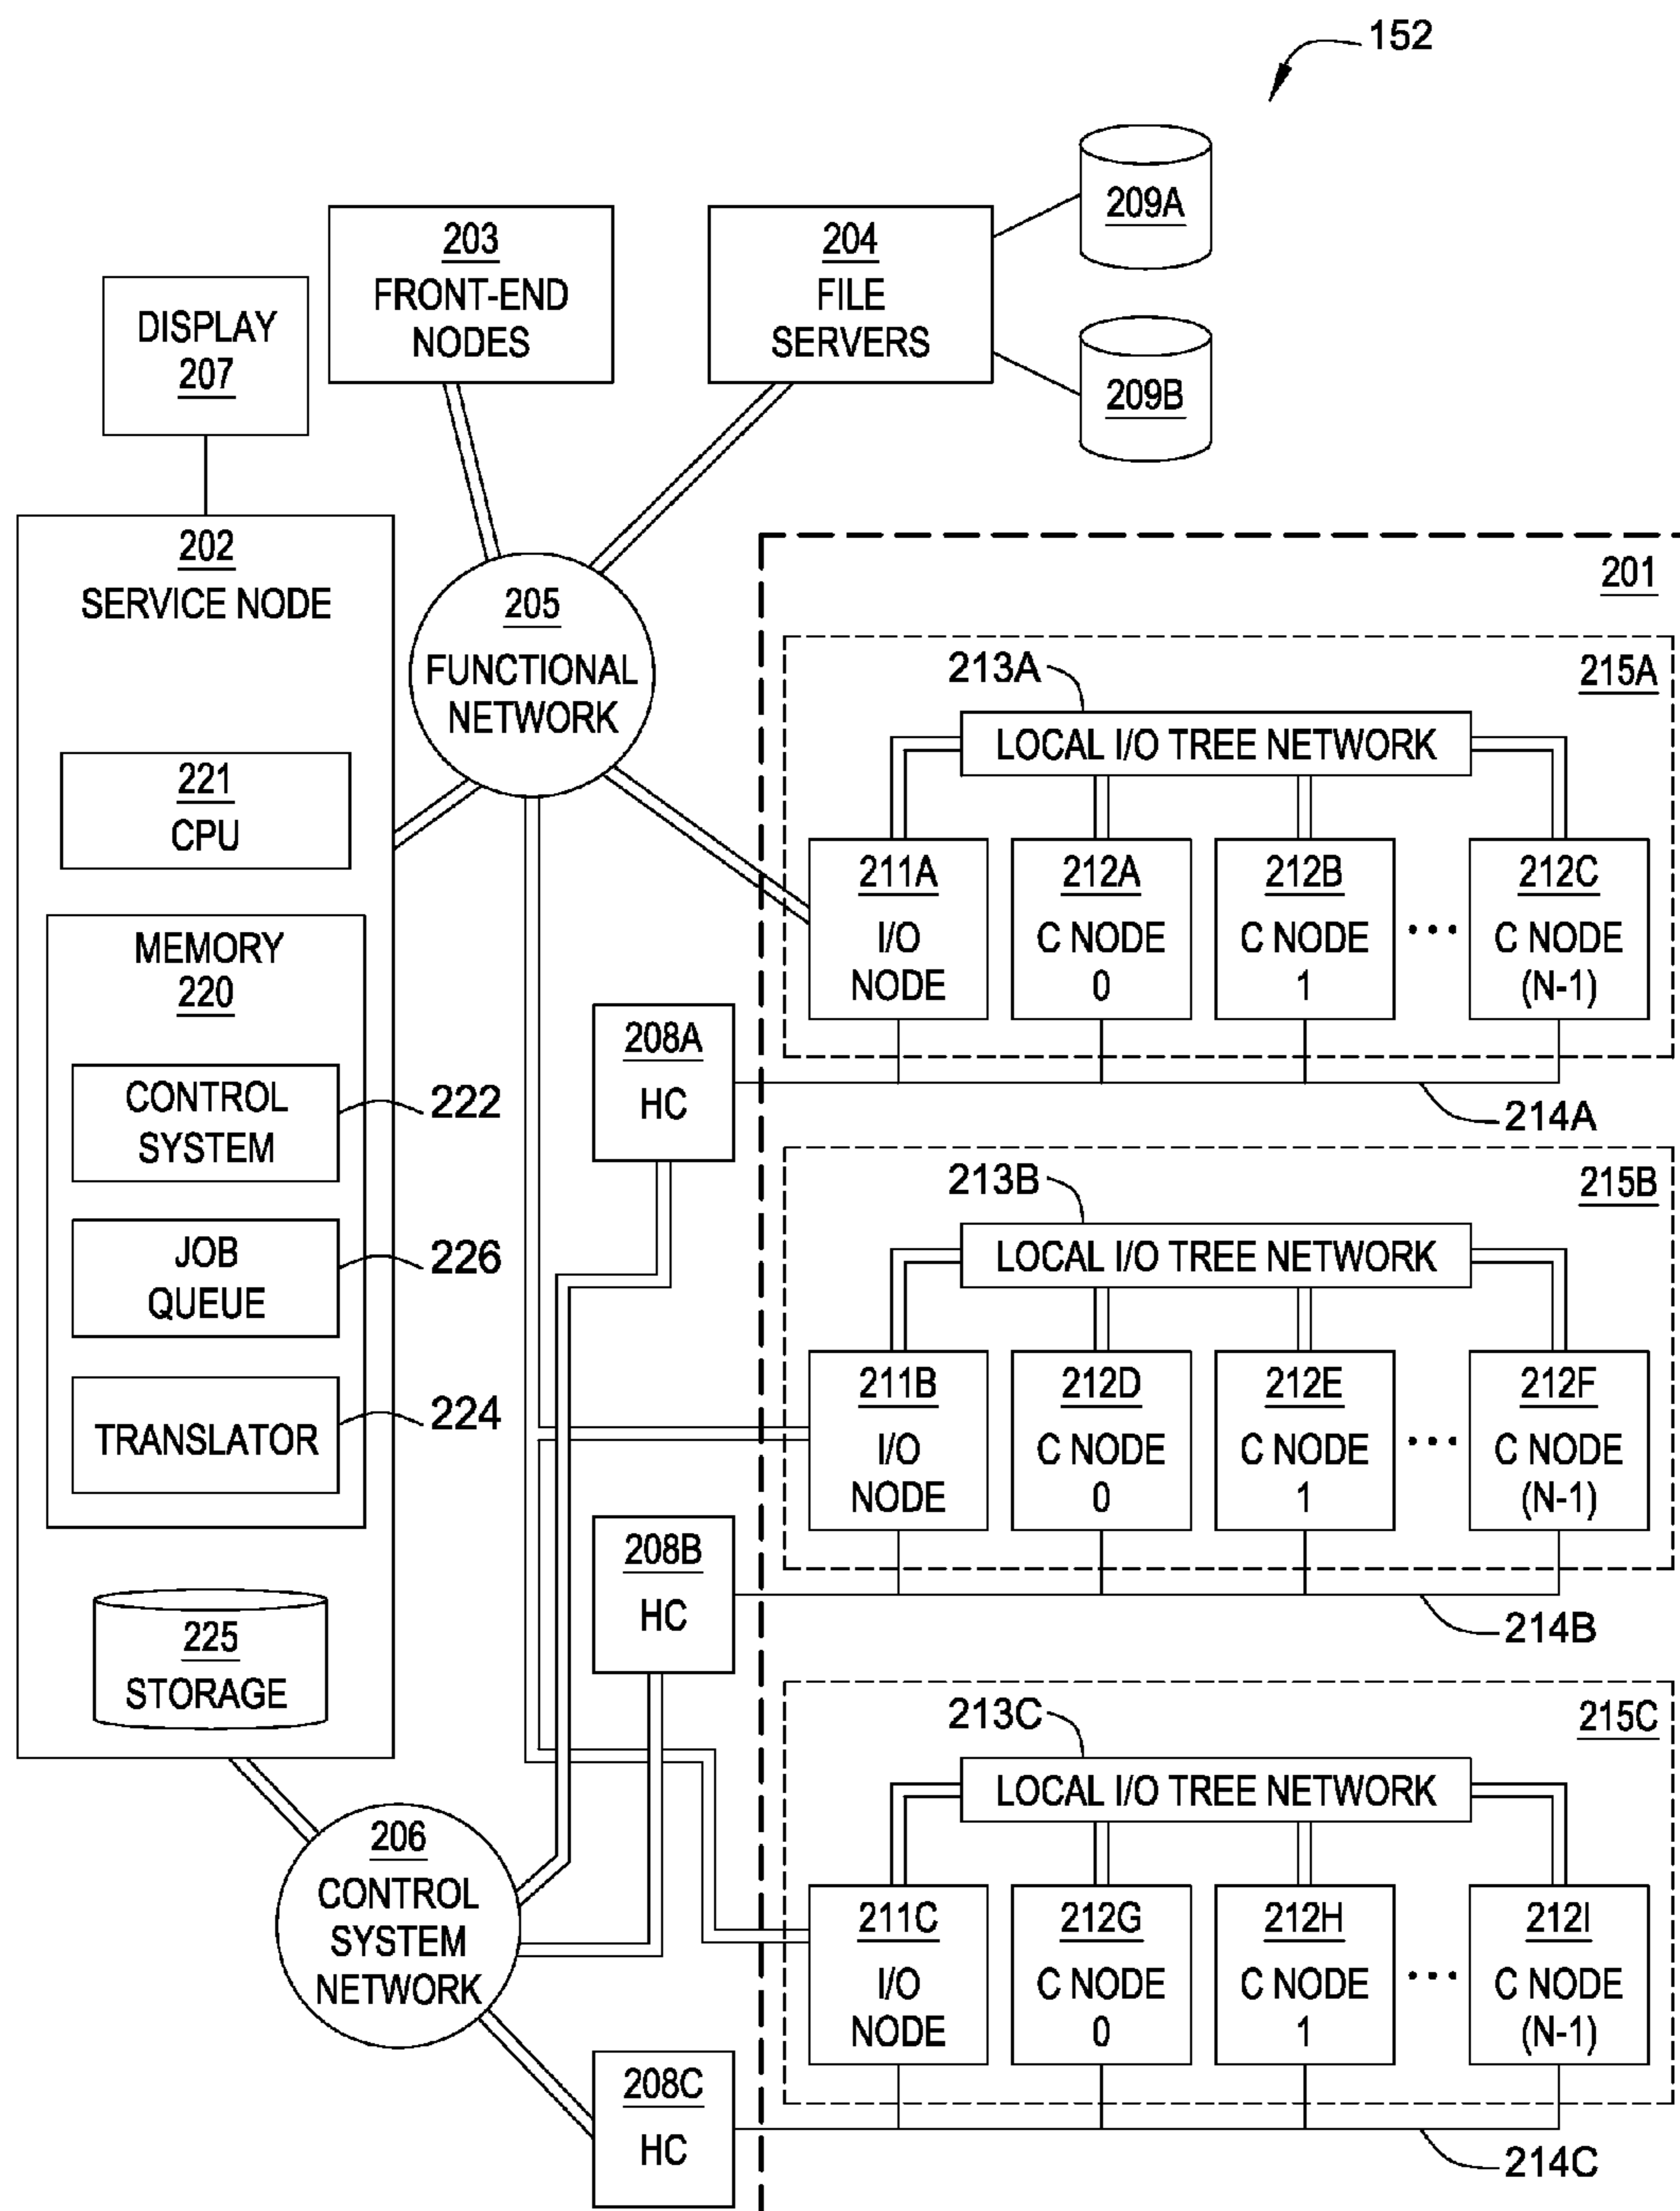 152
209A
203
FRONT-END
NODES
204
FILE
SERVERS
209B
DISPLAY
207
202
SERVICE NODE
205
FUNCTIONAL
NETWORK
221
CPU
MEMORY
220
CONTROL
SYSTEM
222
JOB
QUEUE
226
TRANSLATOR
224
225
STORAGE
206
CONTROL
SYSTEM
NETWORK
208A
HC
208B
HC
208C
HC
201
215A
213A
LOCAL I/O TREE NETWORK
211A
I/O
NODE
212A
C NODE
0
212B
C NODE
1
•••
212C
C NODE
(N-1)
214A
215B
213B
LOCAL I/O TREE NETWORK
211B
I/O
NODE
212D
C NODE
0
212E
C NODE
1
•••
212F
C NODE
(N-1)
214B
215C
213C
LOCAL I/O TREE NETWORK
211C
I/O
NODE
212G
C NODE
0
212H
C NODE
1
•••
212I
C NODE
(N-1)
214C